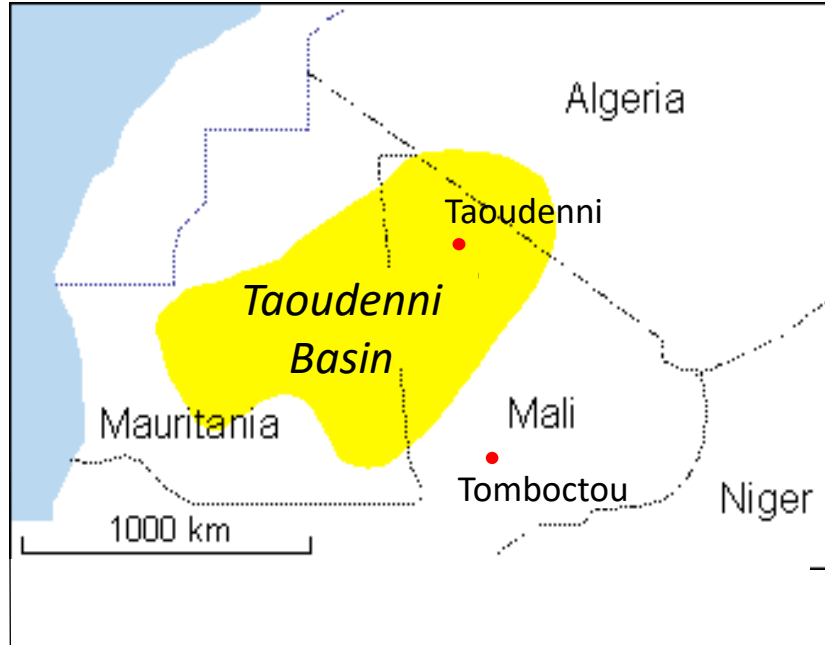 Algeria
Taoudenni
Taoudenni
Basin
Mauritania
Mali
Tomboctou
Niger
1000 km